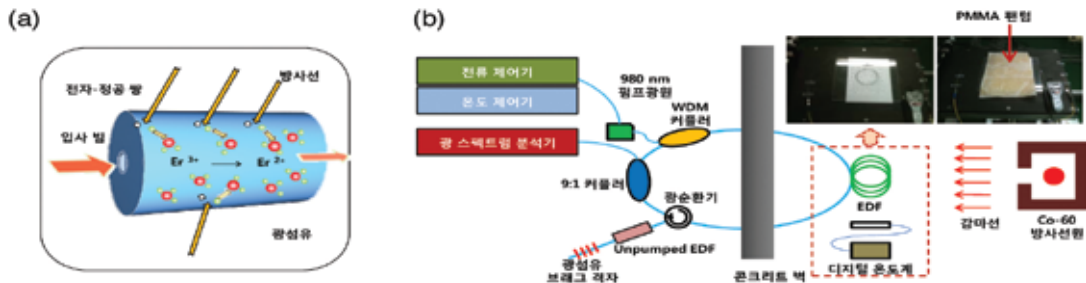 (a)
전자-정공 쌍
방사선
입사 빔
Er 3+
Er 2+
광섬유
(b)
전류 제어기
온도 제어기
광 스펙트럼 분석기
980 nm
펌프광원
WDM
커플러
9:1 커플러
광순환기
Unpumped EDF
광섬유
브래그 격자
콘크리트 벽
PMMA 팬텀
EDF
디지털 온도계
감마선
Co-60
방사선원